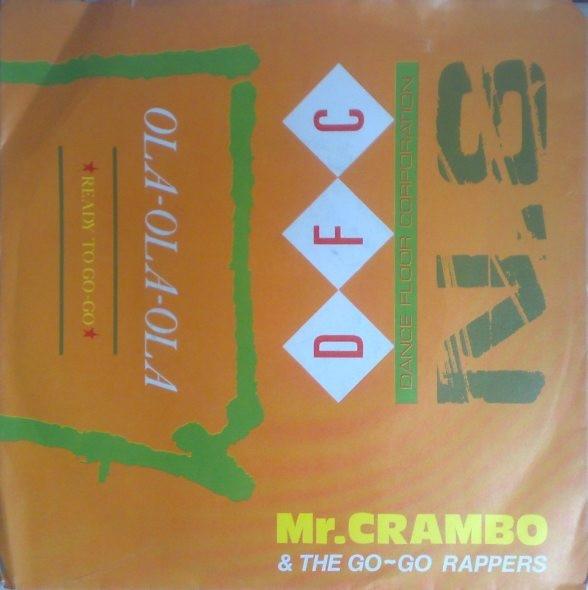 N.S
DANCE FLOOR CORPORATION
D F C
OLA-OLA-OLA
★READY TO GO-GO★
Mr.CRAMBO
& THE GO~GO RAPPERS